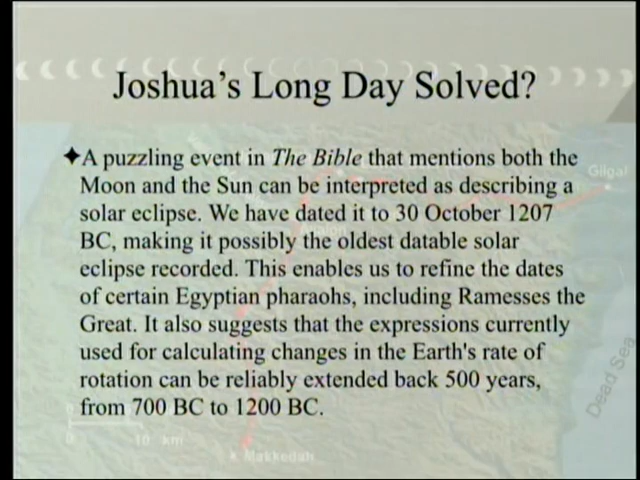 Joshua's Long Day Solved?
✦A puzzling event in The Bible that mentions both the
Moon and the Sun can be interpreted as describing a
solar eclipse. We have dated it to 30 October 1207
BC, making it possibly the oldest datable solar
eclipse recorded. This enables us to refine the dates
of certain Egyptian pharaohs, including Ramesses the
Great. It also suggests that the expressions currently
used for calculating changes in the Earth's rate of
rotation can be reliably extended back 500 years,
from 700 BC to 1200 BC.
Gilgal
Dead Sea
0 10 km
Makkedah